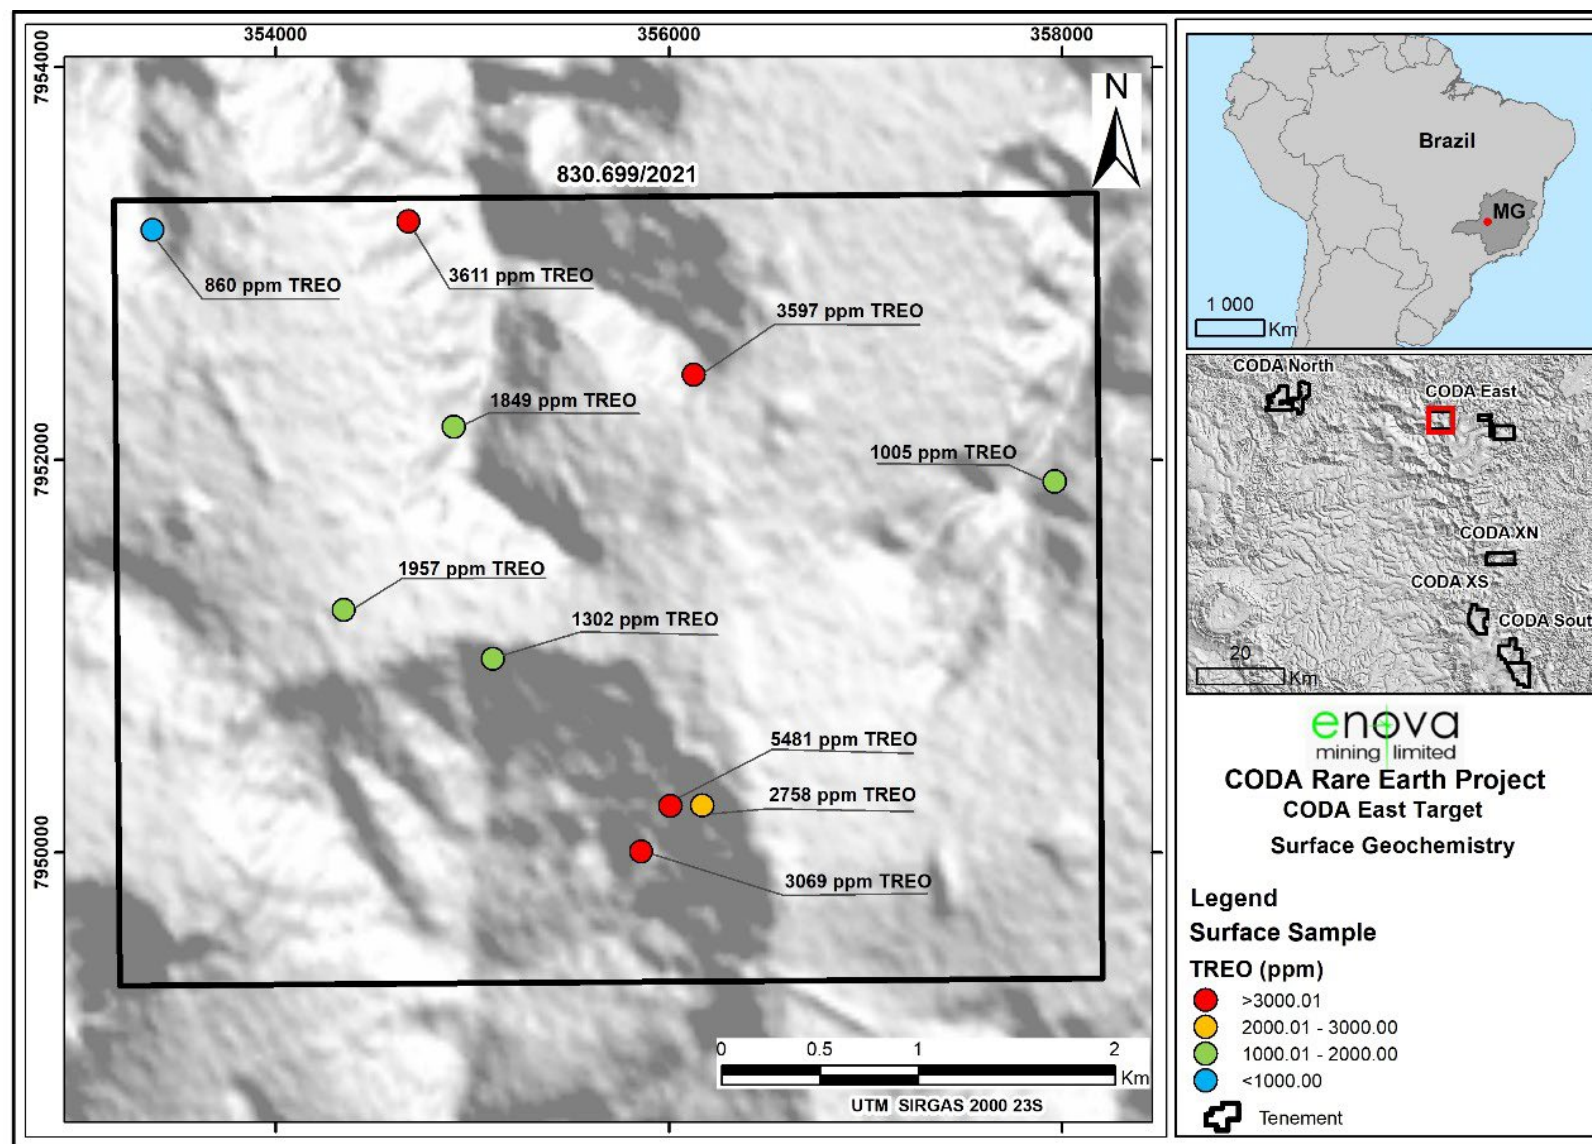 354000
356000
358000
7954000
7952000
7950000
N
830.699/2021
860 ppm TREO
3611 ppm TREO
3597 ppm TREO
1849 ppm TREO
1005 ppm TREO
1957 ppm TREO
1302 ppm TREO
5481 ppm TREO
2758 ppm TREO
3069 ppm TREO
0
0.5
1
2
Km
UTM SIRGAS 2000 23S
Brazil
MG
1 000
Km
CODA North
CODA East
CODA XN
CODA XS
CODA Sout
20
Km
enova
mining limited
CODA Rare Earth Project
CODA East Target
Surface Geochemistry
Legend
Surface Sample
TREO (ppm)
>3000.01
2000.01 - 3000.00
1000.01 - 2000.00
<1000.00
Tenement